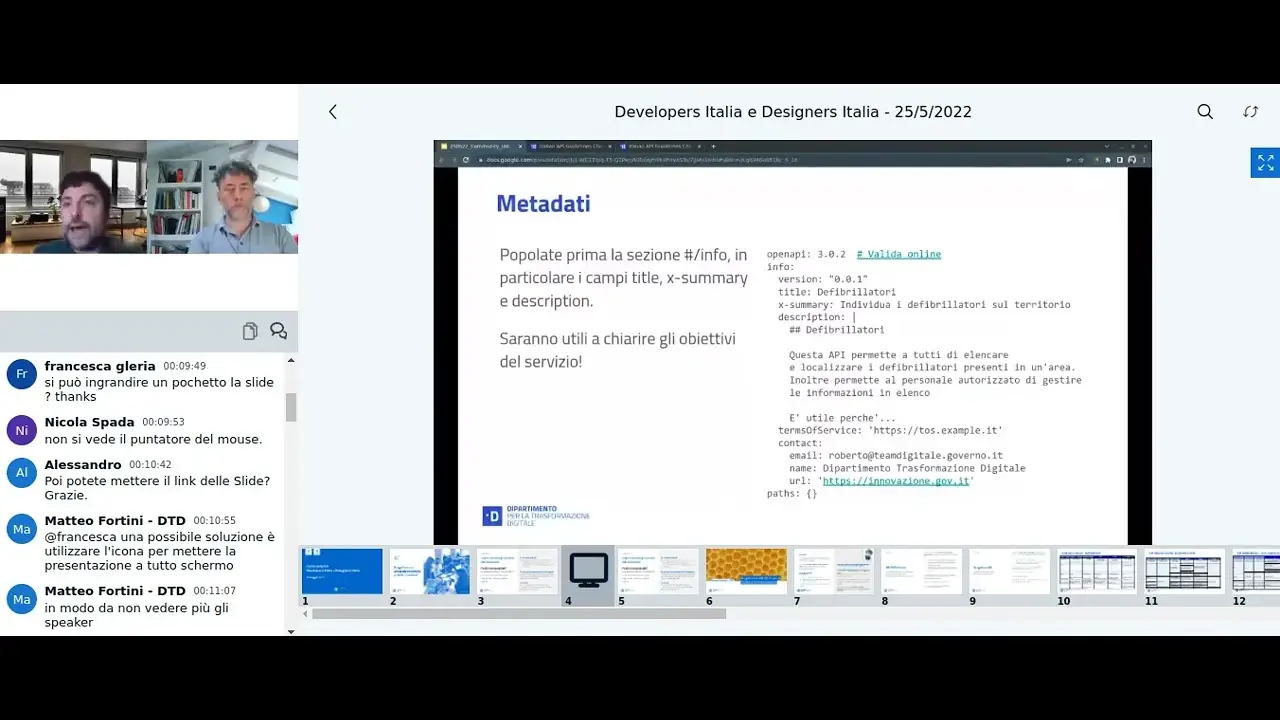 Developers Italia e Designers Italia - 25/5/2022
Metadati
Popolate prima la sezione #/info, in
particolare i campi title, x-summary
e description.
Saranno utili a chiarire gli obiettivi
del servizio!
openapi: 3.0.2 # Valida online
info:
version: "0.0.1"
title: Defibrillatori
x-summary: Individua i defibrillatori sul territorio
description: |
## Defibrillatori
Questa API permette a tutti di elencare
e localizzare i defibrillatori presenti in un'area.
Inoltre permette al personale autorizzato di gestire
le informazioni in elenco
E' utile perche'...
termsOfService: 'https://tos.example.it'
contact:
email: roberto@teamdigitale.governo.it
name: Dipartimento Trasformazione Digitale
url: 'https://innovazione.gov.it'
paths: {}
D
DIPARTIMENTO
PER LA TRASFORMAZIONE
DIGITALE
Fr
francesca gleria 00:09:49
si può ingrandire un pochetto la slide
? thanks
Ni
Nicola Spada 00:09:53
non si vede il puntatore del mouse.
Al
Alessandro 00:10:42
Poi potete mettere il link delle Slide?
Grazie.
Ma
Matteo Fortini - DTD 00:10:55
@francesca una possibile soluzione è
utilizzare l'icona per mettere la
presentazione a tutto schermo
Ma
Matteo Fortini - DTD 00:11:07
in modo da non vedere più gli
speaker
1 2 3 4 5 6 7 8 9 10 11 12